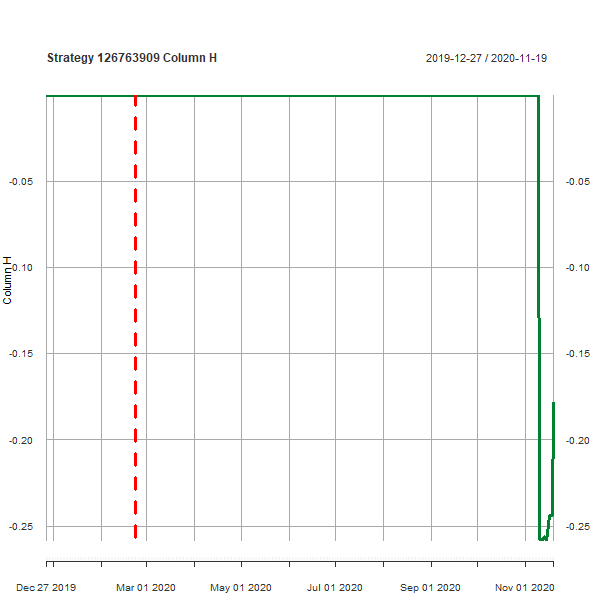 Strategy 126763909 Column H
2019-12-27 / 2020-11-19
-0.05 -0.05
-0.10 -0.10
Column H
-0.15 -0.15
-0.20 -0.20
-0.25 -0.25
Dec 27 2019 Mar 01 2020 May 01 2020 Jul 01 2020 Sep 01 2020 Nov 01 2020